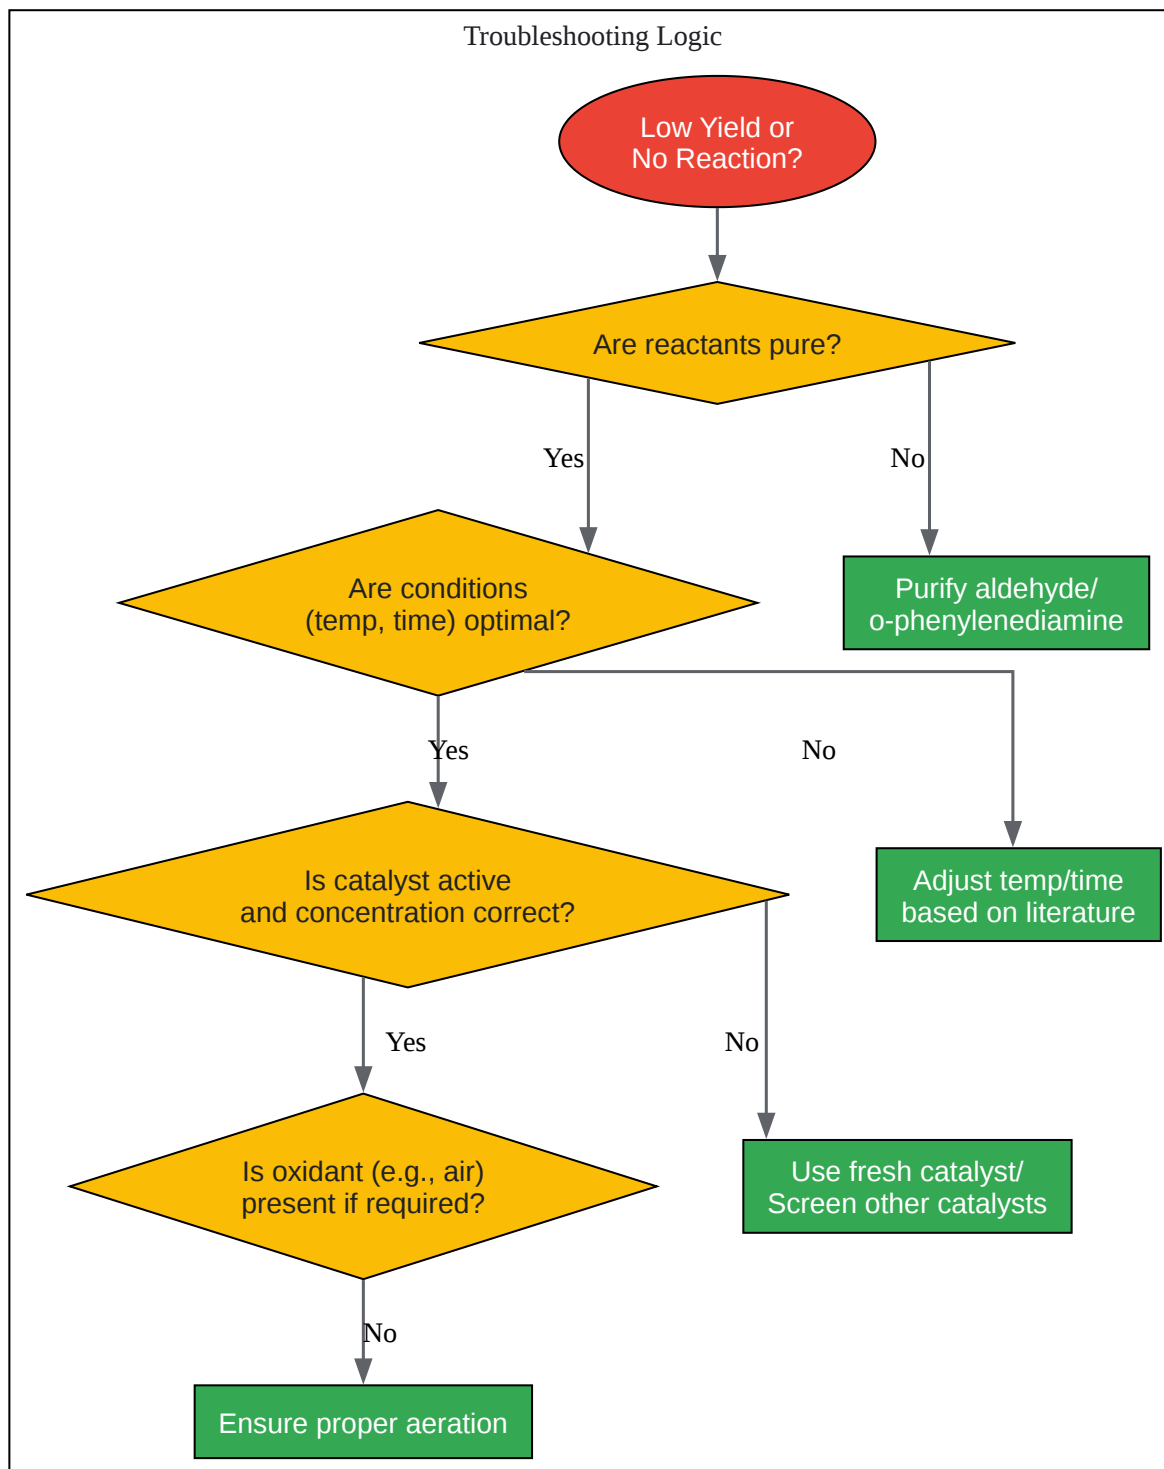 Troubleshooting Logic
Low Yield or
No Reaction?
Are reactants pure?
Yes
No
Are conditions
(temp, time) optimal?
Purify aldehyde/
o-phenylenediamine
Yes
No
Is catalyst active
and concentration correct?
Adjust temp/time
based on literature
Yes
No
Is oxidant (e.g., air)
present if required?
Use fresh catalyst/
Screen other catalysts
No
Ensure proper aeration